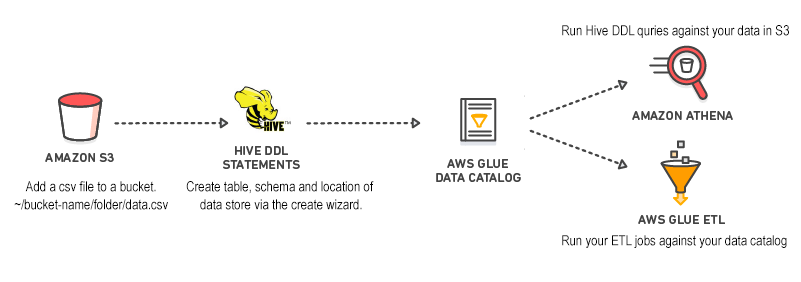 Run Hive DDL quries against your data in S3
HIVE™
AMAZON S3
Add a csv file to a bucket.
~/bucket-name/folder/data.csv
HIVE DDL
STATEMENTS
Create table, schema and location of
data store via the create wizard.
AWS GLUE
DATA CATALOG
AMAZON ATHENA
AWS GLUE ETL
Run your ETL jobs against your data catalog